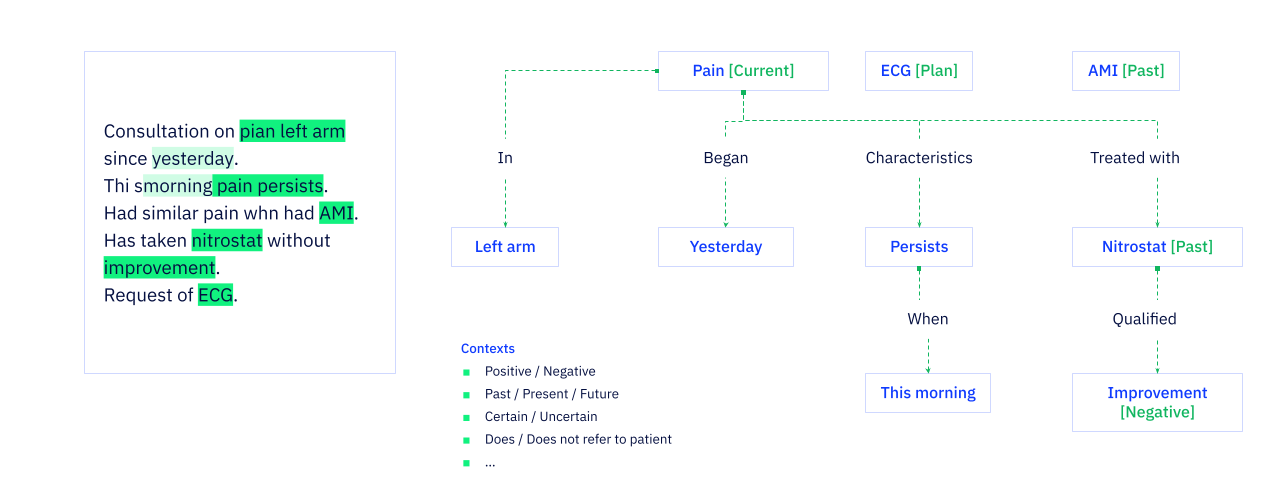 Consultation on pian left arm
since yesterday.
Thi smorning pain persists.
Had similar pain whn had AMI.
Has taken nitrostat without
improvement.
Request of ECG.
Pain [Current]
ECG [Plan]
AMI [Past]
In
Began
Characteristics
Treated with
Left arm
Yesterday
Persists
Nitrostat [Past]
When
Qualified
This morning
Improvement
[Negative]
Contexts
Positive / Negative
Past / Present / Future
Certain / Uncertain
Does / Does not refer to patient
...